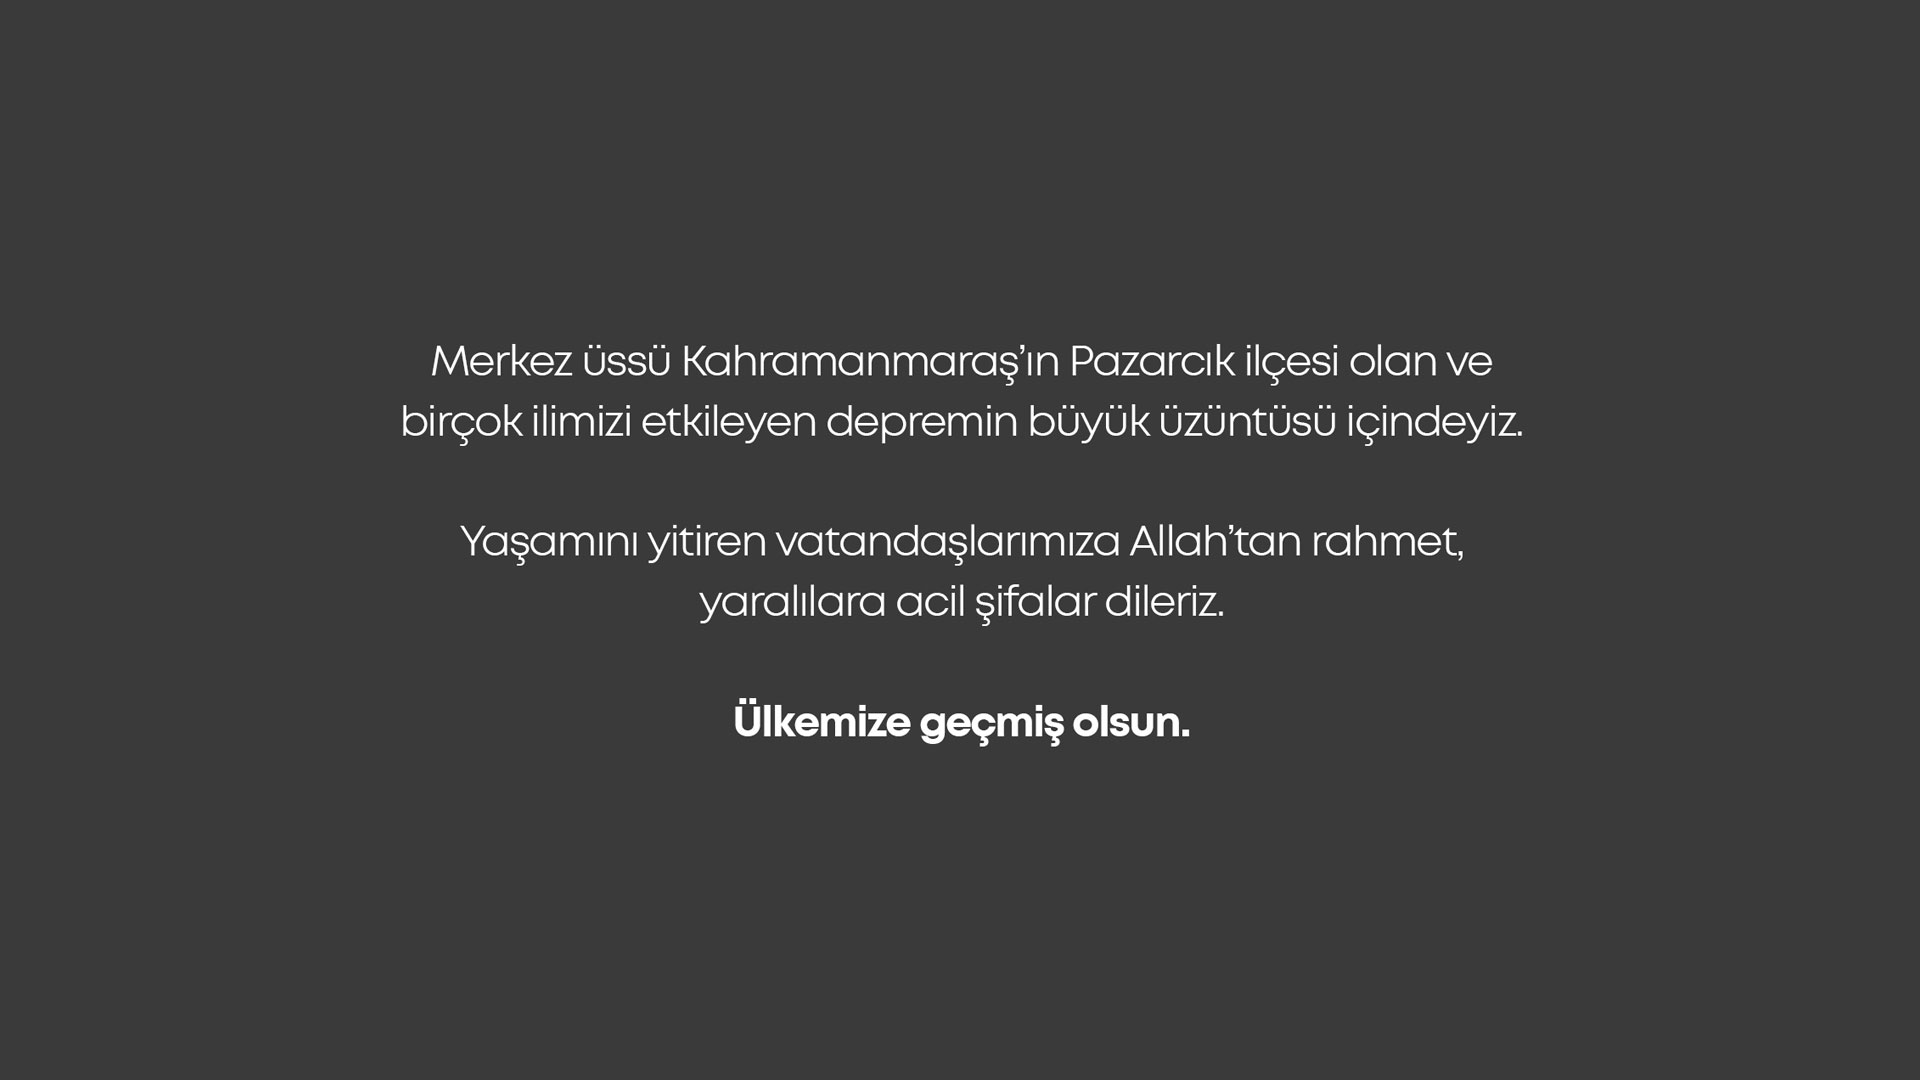 Merkez üssü Kahramanmaraş’ın Pazarcık ilçesi olan ve
birçok ilimizi etkileyen depremin büyük üzüntüsü içindeyiz.
Yaşamını yitiren vatandaşlarımıza Allah’tan rahmet,
yaralılara acil şifalar dileriz.
Ülkemize geçmiş olsun.